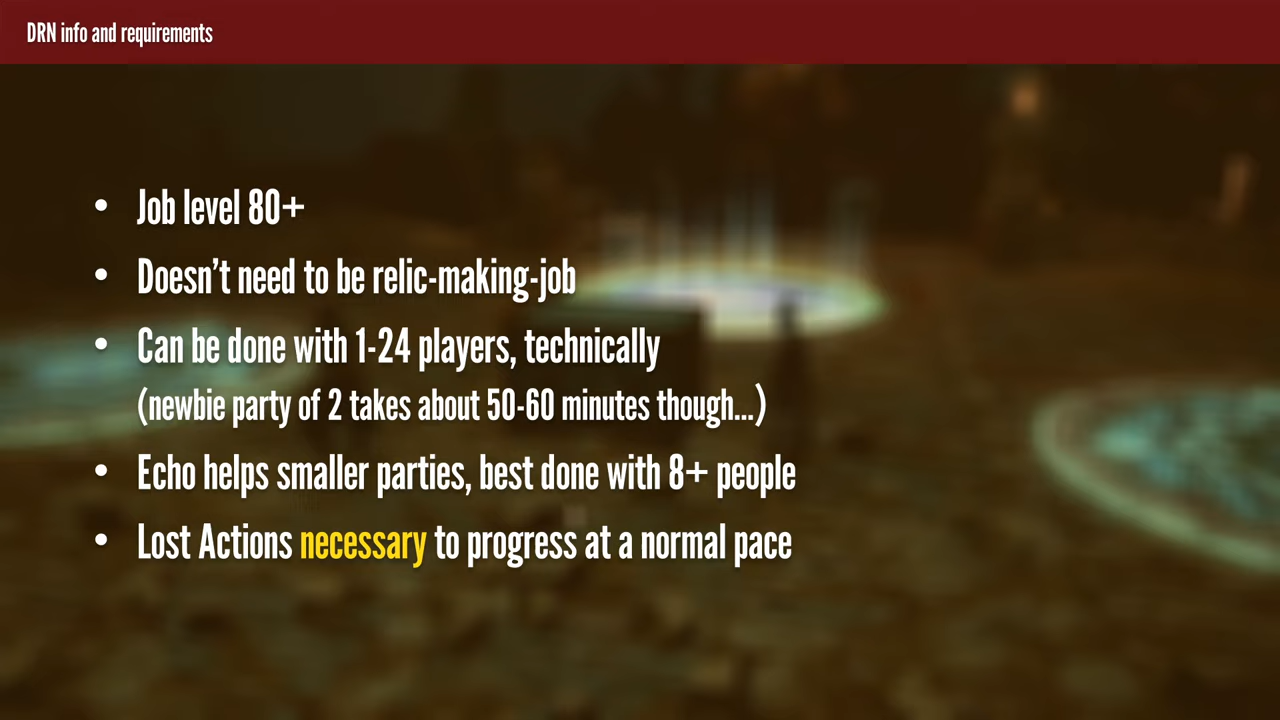 DRN info and requirements
• Job level 80+
• Doesn't need to be relic-making-job
• Can be done with 1-24 players, technically
(newbie party of 2 takes about 50-60 minutes though...)
• Echo helps smaller parties, best done with 8+ people
• Lost Actions necessary to progress at a normal pace